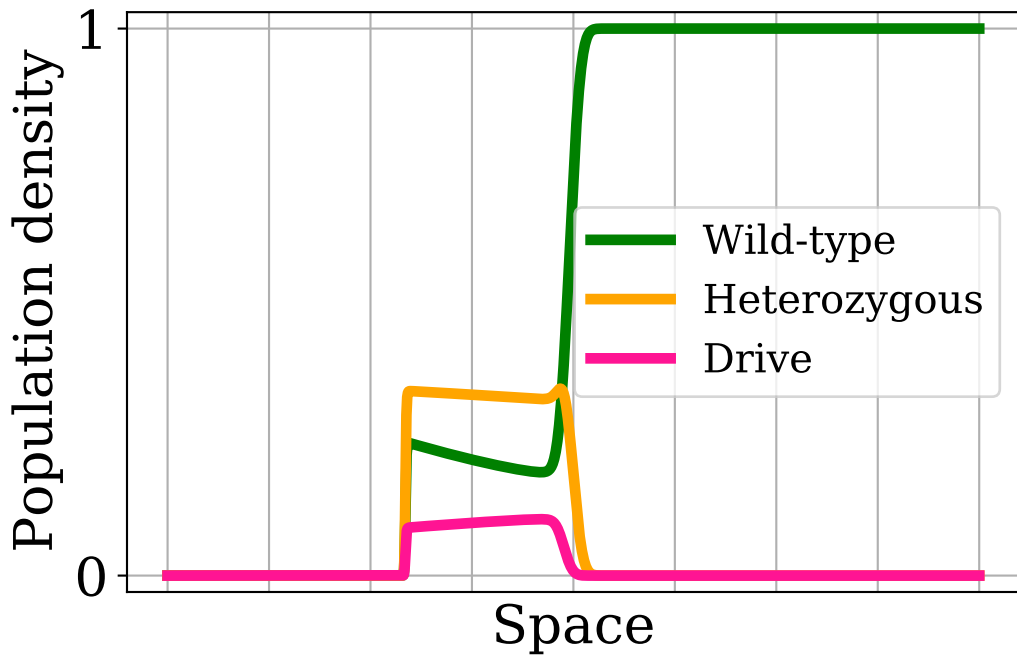 1
Population density
Wild-type
Heterozygous
Drive
0
Space